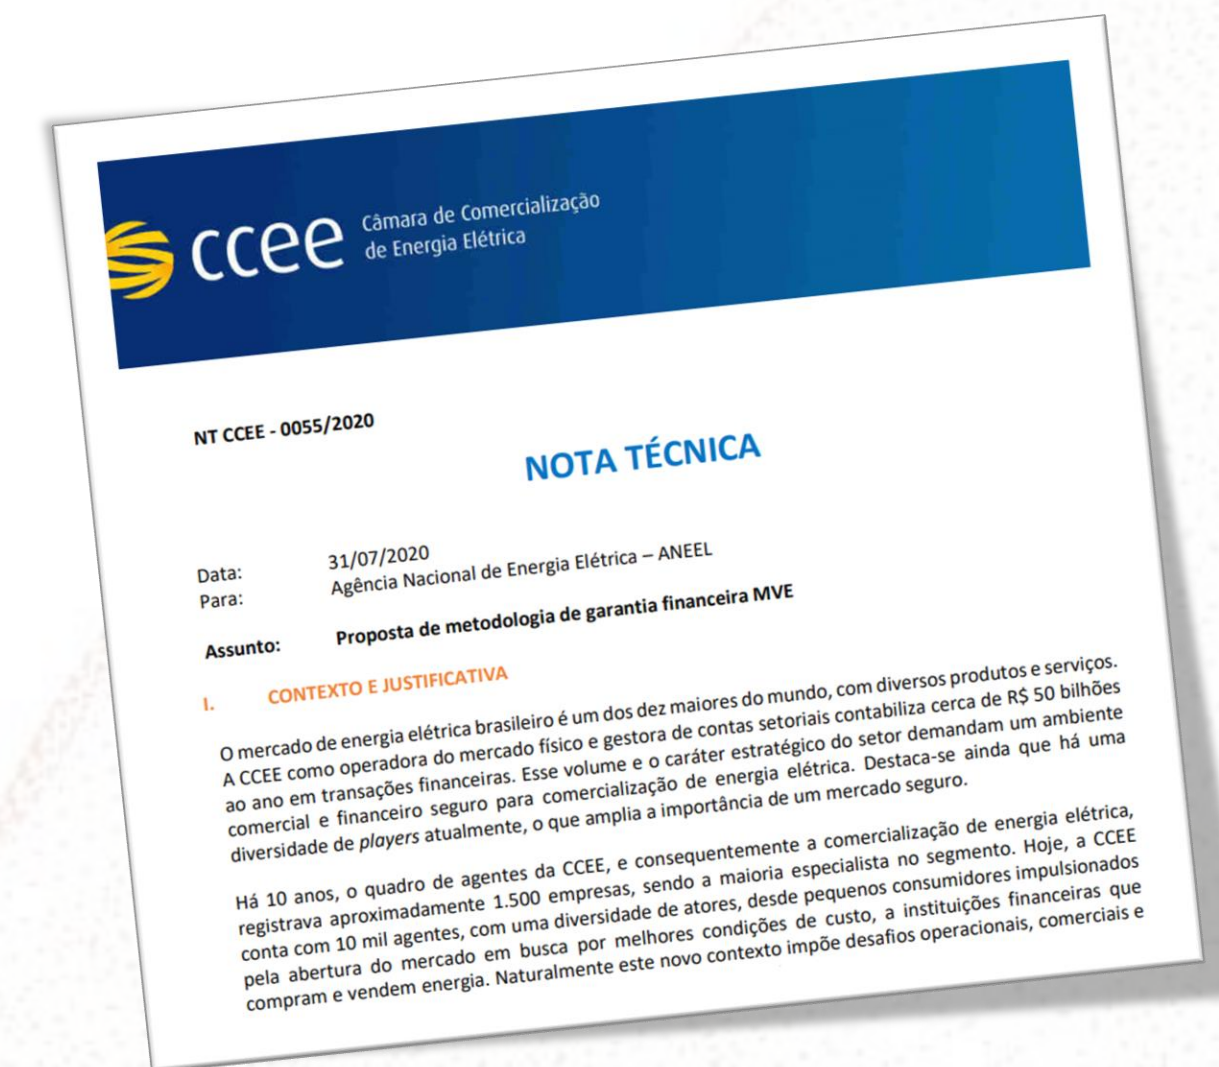 ccee
Câmara de Comercialização
de Energia Elétrica
NT CCEE - 0055/2020
NOTA TÉCNICA
Data: 31/07/2020
Para: Agência Nacional de Energia Elétrica – ANEEL
Assunto: Proposta de metodologia de garantia financeira MVE
I. CONTEXTO E JUSTIFICATIVA
O mercado de energia elétrica brasileiro é um dos dez maiores do mundo, com diversos produtos e serviços.
A CCEE como operadora do mercado físico e gestora de contas setoriais contabiliza cerca de R$ 50 bilhões
ao ano em transações financeiras. Esse volume e o caráter estratégico do setor demandam um ambiente
comercial e financeiro seguro para comercialização de energia elétrica. Destaca-se ainda que há uma
diversidade de players atualmente, o que amplia a importância de um mercado seguro.
Há 10 anos, o quadro de agentes da CCEE, e consequentemente a comercialização de energia elétrica,
registrava aproximadamente 1.500 empresas, sendo a maioria especialista no segmento. Hoje, a CCEE
conta com 10 mil agentes, com uma diversidade de atores, desde pequenos consumidores impulsionados
pela abertura do mercado em busca por melhores condições de custo, a instituições financeiras que
compram e vendem energia. Naturalmente este novo contexto impõe desafios operacionais, comerciais e